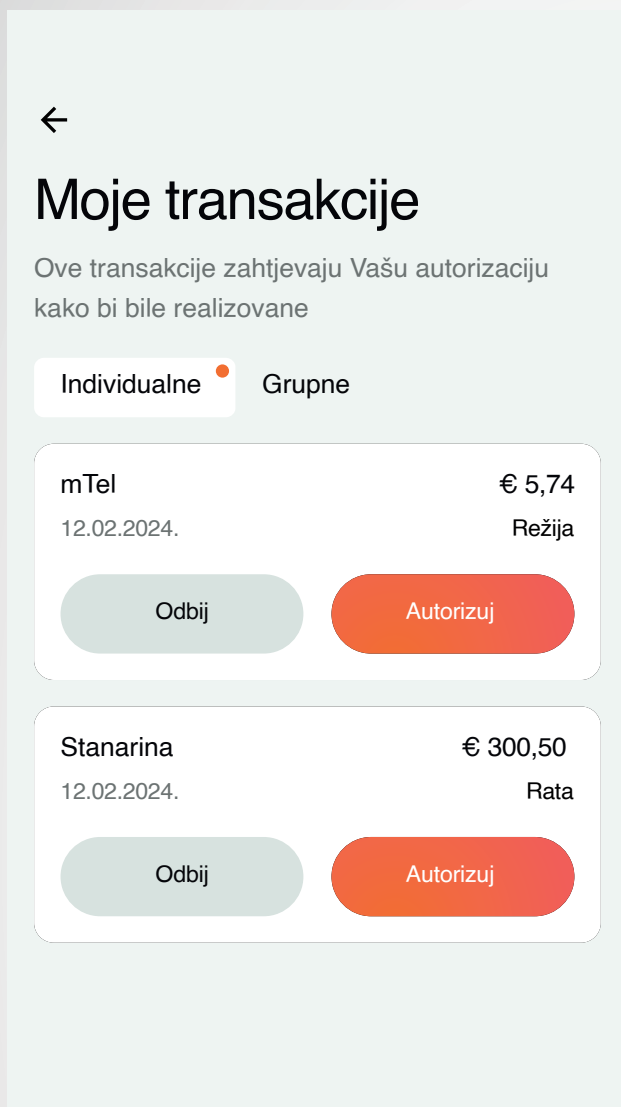 Moje transakcije
Ove transakcije zahtjevaju Vašu autorizaciju
kako bi bile realizovane
Individualne Grupne
mTel € 5,74
12.02.2024. Režija
Odbij Autorizuj
Stanarina € 300,50
12.02.2024. Rata
Odbij Autorizuj